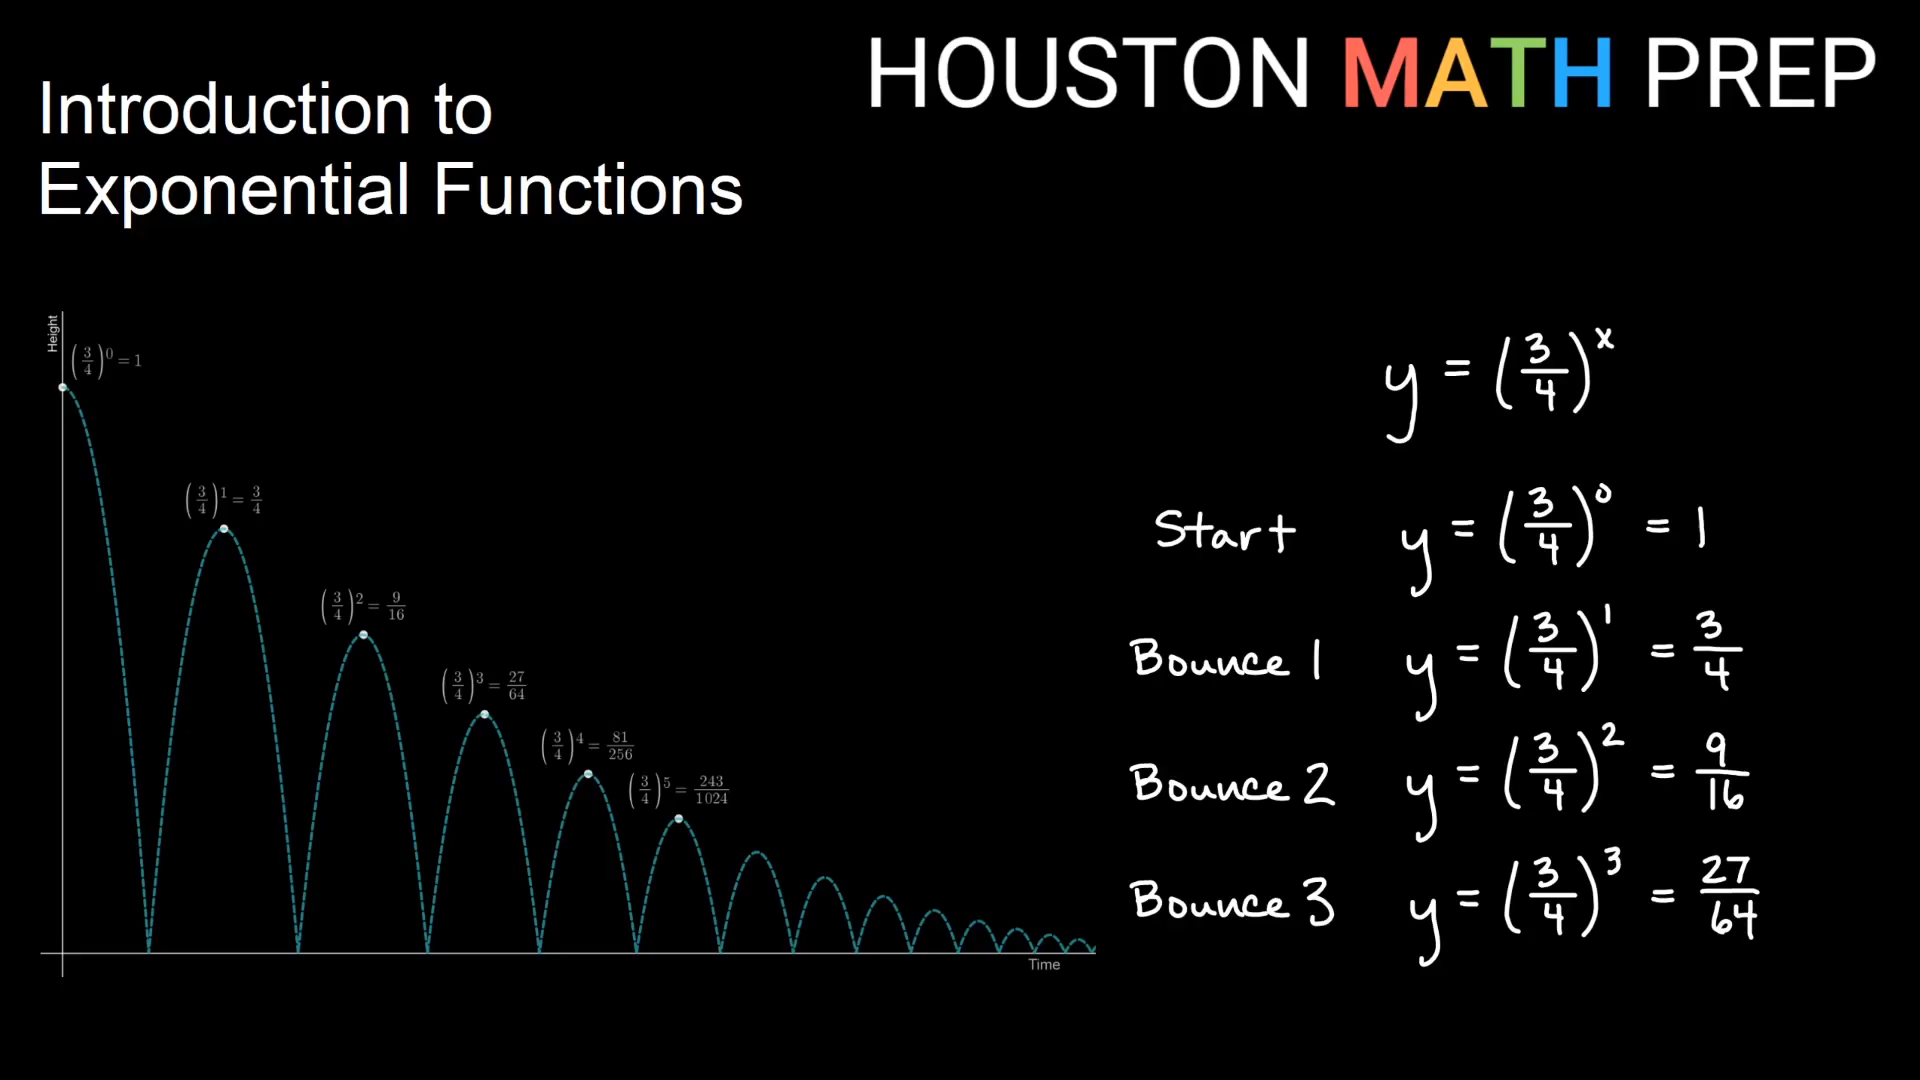 HOUSTON MATH PREP
Introduction to
Exponential Functions
Height
(3/4)^0 = 1
(3/4)^1 = 3/4
(3/4)^2 = 9/16
(3/4)^3 = 27/64
(3/4)^4 = 81/256
(3/4)^5 = 243/1024
Time
y = (3/4)^x
Start y = (3/4)^0 = 1
Bounce 1 y = (3/4)^1 = 3/4
Bounce 2 y = (3/4)^2 = 9/16
Bounce 3 y = (3/4)^3 = 27/64